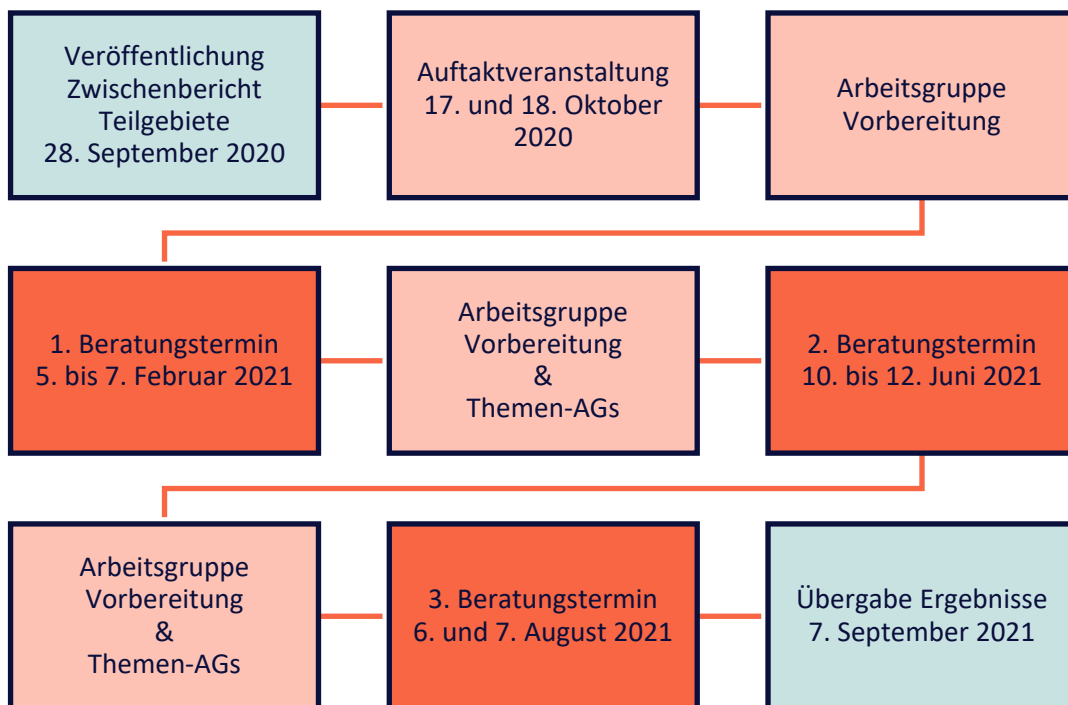 Veröffentlichung
Zwischenbericht
Teilgebiete
28. September 2020
Auftaktveranstaltung
17. und 18. Oktober
2020
Arbeitsgruppe
Vorbereitung
1. Beratungstermin
5. bis 7. Februar 2021
Arbeitsgruppe
Vorbereitung
&
Themen-AGs
2. Beratungstermin
10. bis 12. Juni 2021
Arbeitsgruppe
Vorbereitung
&
Themen-AGs
3. Beratungstermin
6. und 7. August 2021
Übergabe Ergebnisse
7. September 2021